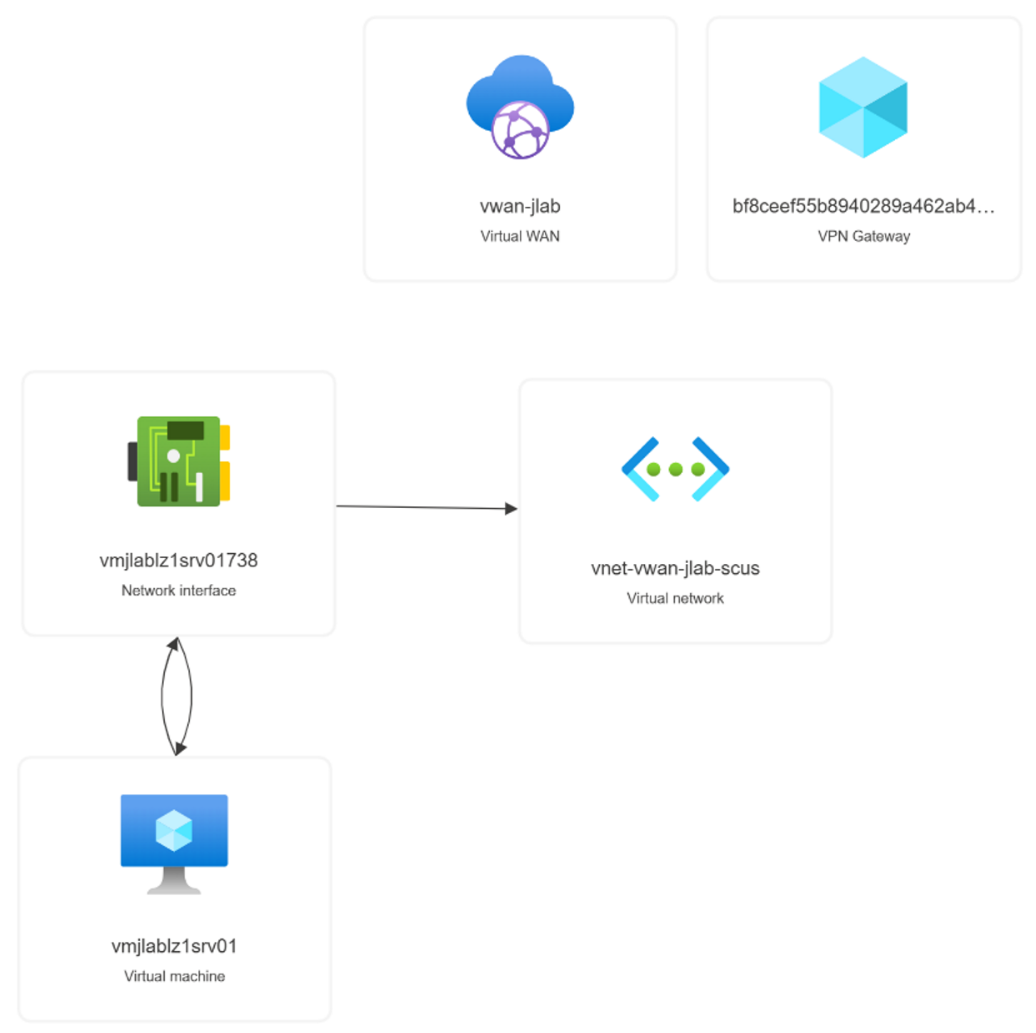 vwan-jlab
Virtual WAN
bf8ceef55b8940289a462ab4...
VPN Gateway
vmjlablz1srv01738
Network interface
vnet-vwan-jlab-scus
Virtual network
vmjlablz1srv01
Virtual machine